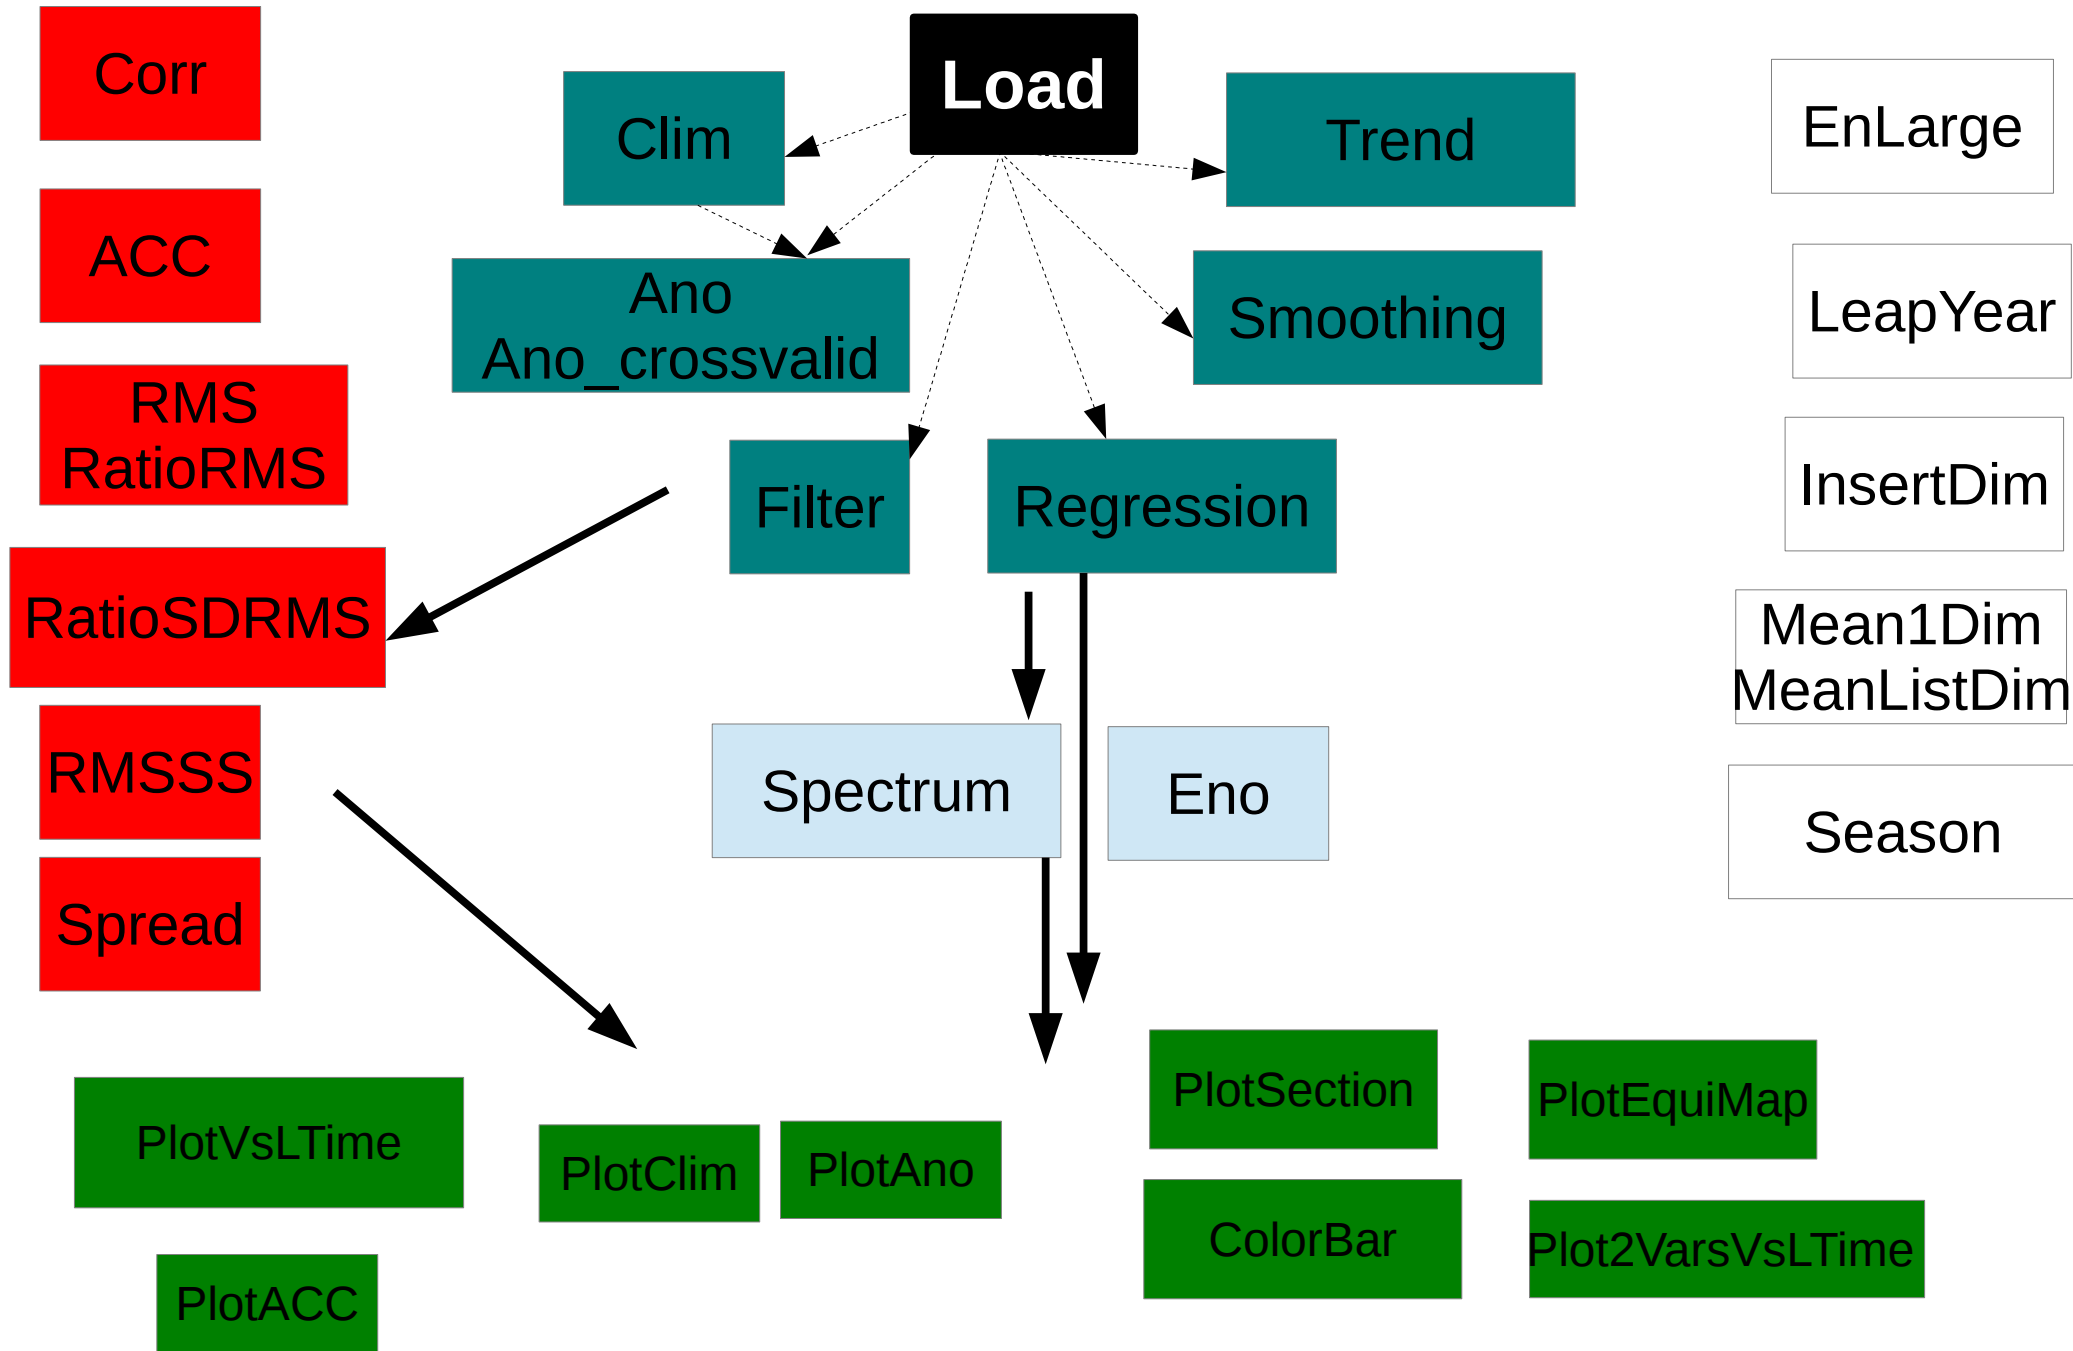 Corr
Load
Clim
Trend
EnLarge
ACC
Ano
Ano_crossvalid
Smoothing
LeapYear
RMS
RatioRMS
Filter
Regression
InsertDim
RatioSDRMS
Mean1Dim
MeanListDim
RMSSS
Spectrum
Eno
Season
Spread
PlotSection
PlotEquiMap
PlotVsLTime
PlotClim
PlotAno
ColorBar
Plot2VarsVsLTime
PlotACC